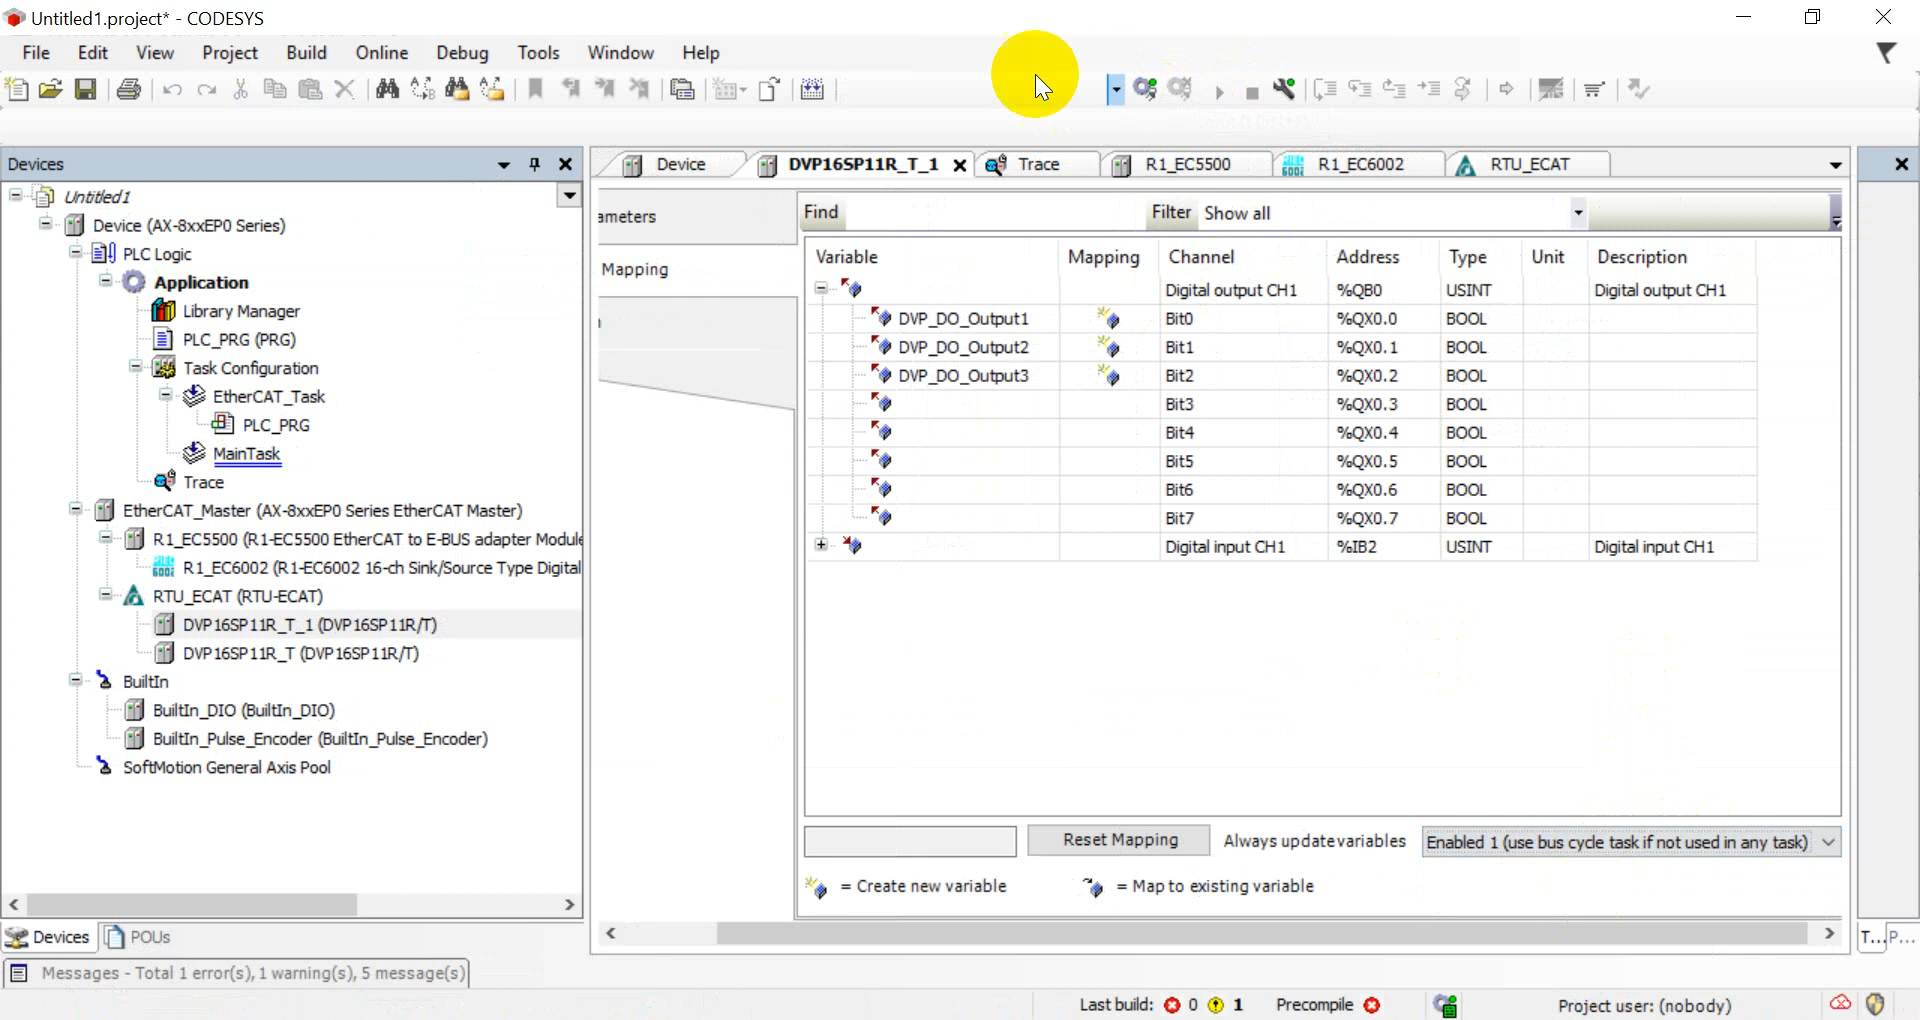 Untitled1.project* - CODESYS
File Edit View Project Build Online Debug Tools Window Help
Devices
Untitled1
Device (AX-8xxEP0 Series)
PLC Logic
Application
Library Manager
PLC_PRG (PRG)
Task Configuration
EtherCAT_Task
PLC_PRG
MainTask
Trace
EtherCAT_Master (AX-8xxEP0 Series EtherCAT Master)
R1_EC5500 (R1-EC5500 EtherCAT to E-BUS adapter Module
R1_EC6002 (R1-EC6002 16-ch Sink/Source Type Digital
RTU_ECAT (RTU-ECAT)
DVP16SP11R_T_1 (DVP16SP11R/T)
DVP16SP11R_T (DVP16SP11R/T)
BuiltIn
BuiltIn_DIO (BuiltIn_DIO)
BuiltIn_Pulse_Encoder (BuiltIn_Pulse_Encoder)
SoftMotion General Axis Pool
Devices POUs
Device DVP16SP11R_T_1 Trace R1_EC5500 R1_EC6002 RTU_ECAT
ameters
Mapping
Find Filter Show all
Variable Mapping Channel Address Type Unit Description
Digital output CH1 %QB0 USINT Digital output CH1
DVP_DO_Output1 Bit0 %QX0.0 BOOL
DVP_DO_Output2 Bit1 %QX0.1 BOOL
DVP_DO_Output3 Bit2 %QX0.2 BOOL
Bit3 %QX0.3 BOOL
Bit4 %QX0.4 BOOL
Bit5 %QX0.5 BOOL
Bit6 %QX0.6 BOOL
Bit7 %QX0.7 BOOL
Digital input CH1 %IB2 USINT Digital input CH1
Reset Mapping Always update variables Enabled 1 (use bus cycle task if not used in any task)
= Create new variable = Map to existing variable
T... P...
Messages - Total 1 error(s), 1 warning(s), 5 message(s)
Last build: 0 1 Precompile Project user: (nobody)